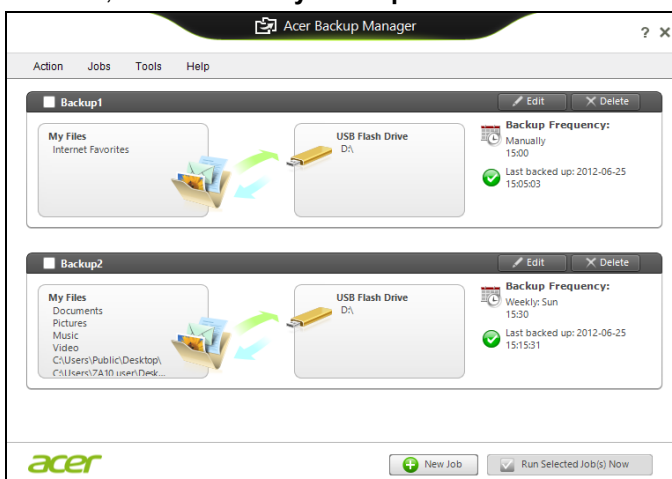 Acer Backup Manager
? X
Action Jobs Tools Help
Backup1
Edit
Delete
My Files
Internet Favorites
USB Flash Drive
D:\
Backup Frequency:
Manually
15:00
Last backed up: 2012-06-25
15:05:03
Backup2
Edit
Delete
My Files
Documents
Pictures
Music
Video
C:\Users\Public\Desktop\
C:\Users\ZA10 user\Desk...
USB Flash Drive
D:\
Backup Frequency:
Weekly: Sun
15:30
Last backed up: 2012-06-25
15:15:31
acer
New Job
Run Selected Job(s) Now